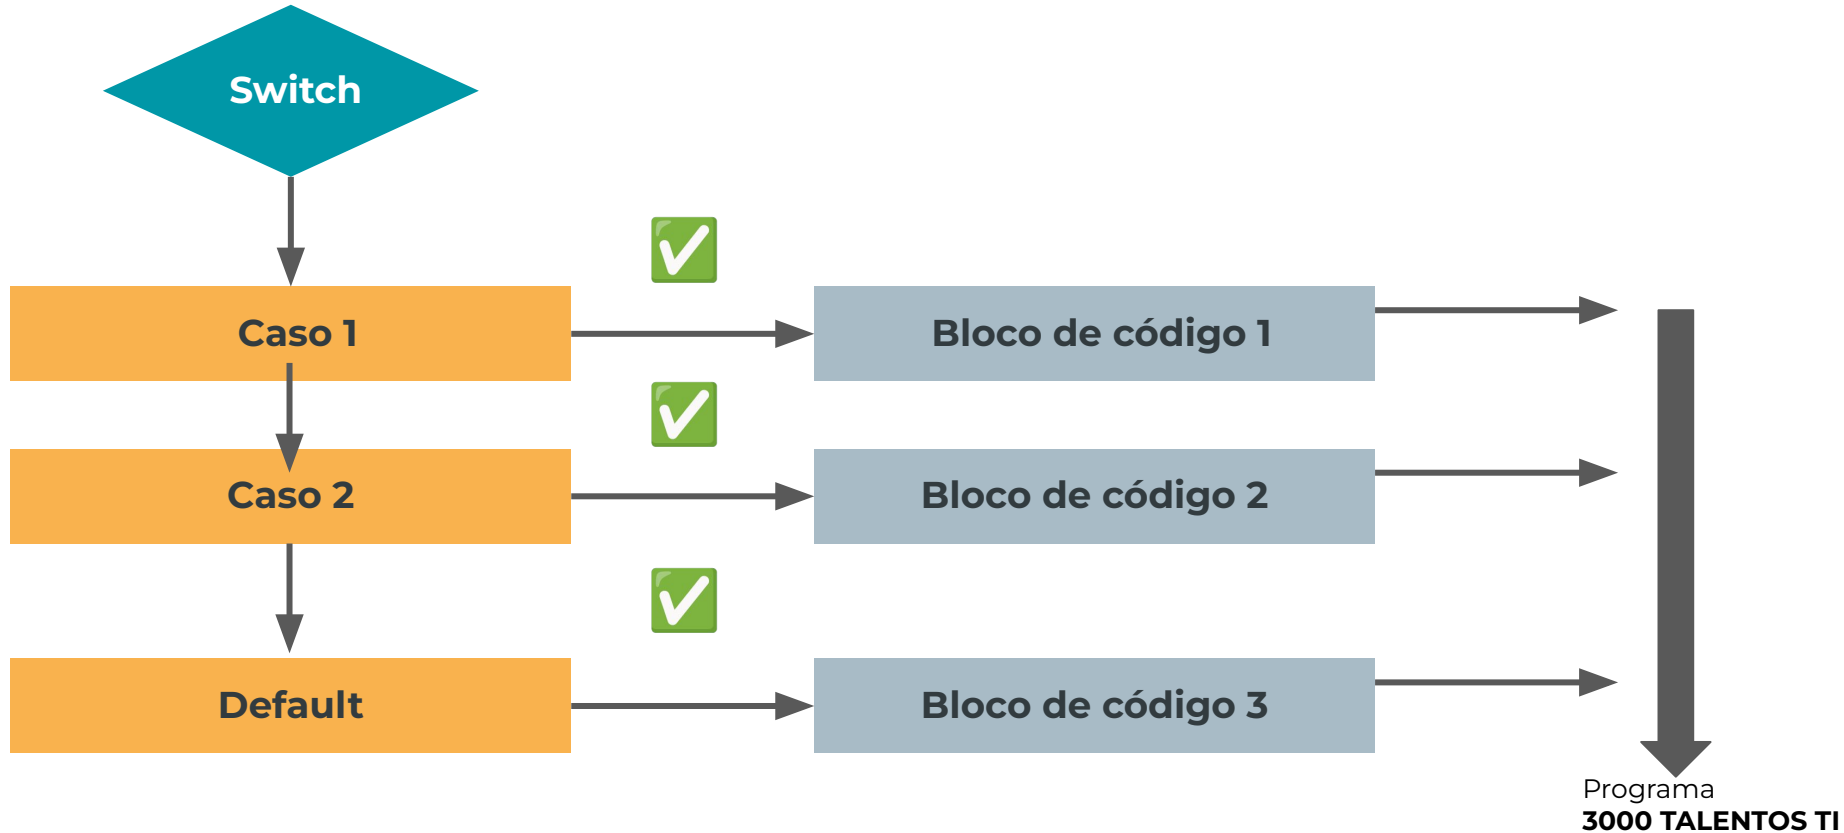 Switch
Caso 1
Bloco de código 1
Caso 2
Bloco de código 2
Default
Bloco de código 3
Programa
3000 TALENTOS TI